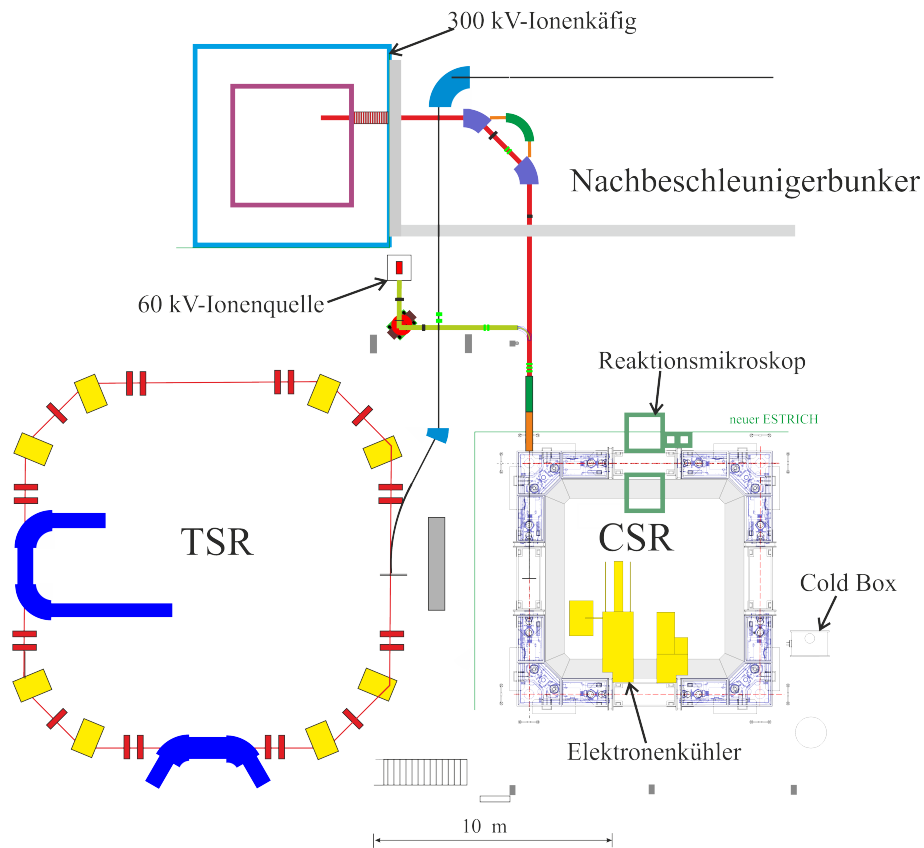 300 kV-Ionenkäfig
Nachbeschleunigerbunker
60 kV-Ionenquelle
Reaktionsmikroskop
neuer ESTRICH
TSR
CSR
Cold Box
Elektronenkühler
10 m